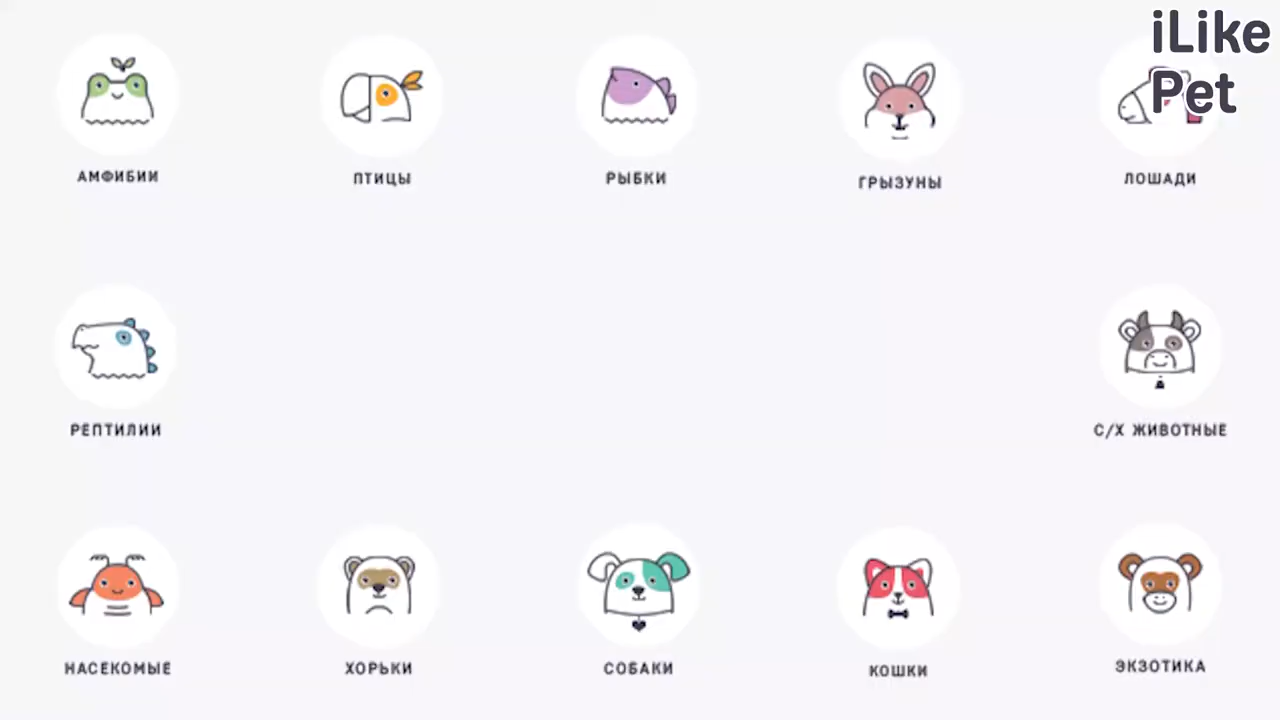 iLike
Pet
АМФИБИИ
ПТИЦЫ
РЫБКИ
ГРЫЗУНЫ
ЛОШАДИ
РЕПТИЛИИ
С/Х ЖИВОТНЫЕ
НАСЕКОМЫЕ
ХОРЬКИ
СОБАКИ
КОШКИ
ЭКЗОТИКА